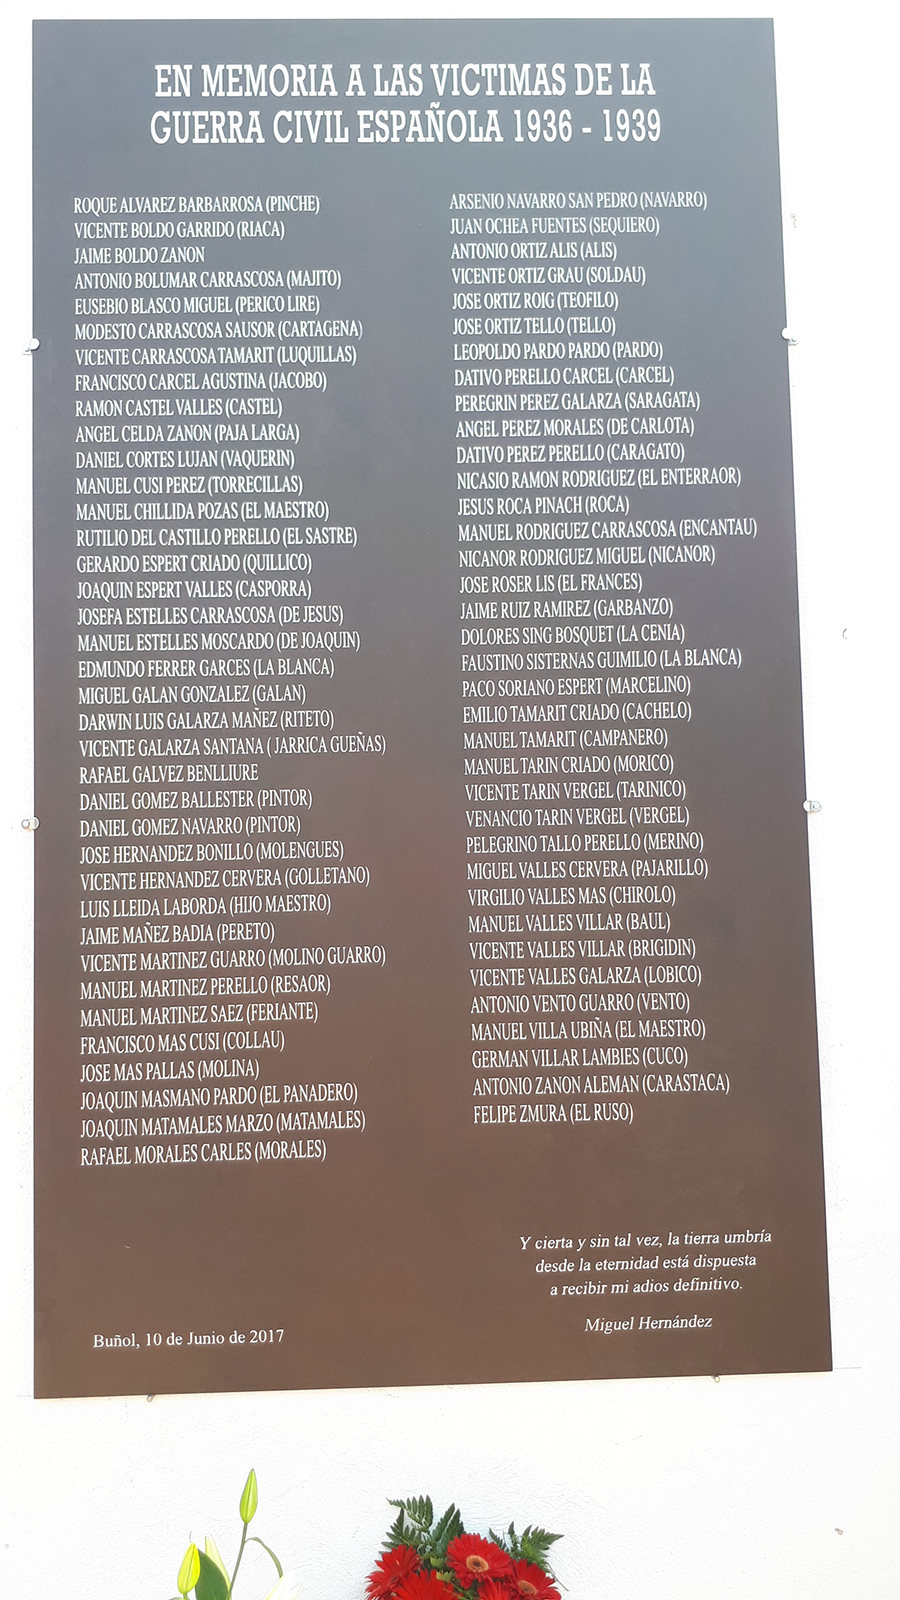 EN MEMORIA A LAS VICTIMAS DE LA
GUERRA CIVIL ESPAÑOLA 1936 - 1939
ROQUE ALVAREZ BARBARROSA (PINCHE)
VICENTE BOLDO GARRIDO (RIACA)
JAIME BOLDO ZANON
ANTONIO BOLUMAR CARRASCOSA (MAJITO)
EUSEBIO BLASCO MIGUEL (PERICO LIRE)
MODESTO CARRASCOSA SAUSOR (CARTAGENA)
VICENTE CARRASCOSA TAMARIT (LUQUILLAS)
FRANCISCO CARCEL AGUSTINA (JACOBO)
RAMON CASTEL VALLES (CASTEL)
ANGEL CELDA ZANON (PAJA LARGA)
DANIEL CORTES LUJAN (VAQUERIN)
MANUEL CUSI PEREZ (TORRECILLAS)
MANUEL CHILLIDA POZAS (EL MAESTRO)
RUTILIO DEL CASTILLO PERELLO (EL SASTRE)
GERARDO ESPERT CRIADO (QUILLICO)
JOAQUIN ESPERT VALLES (CASPORRA)
JOSEFA ESTELLES CARRASCOSA (DE JESUS)
MANUEL ESTELLES MOSCARDO (DE JOAQUIN)
EDMUNDO FERRER GARCES (LA BLANCA)
MIGUEL GALAN GONZALEZ (GALAN)
DARWIN LUIS GALARZA MAÑEZ (RITETO)
VICENTE GALARZA SANTANA ( JARRICA GUEÑAS)
RAFAEL GALVEZ BENLLIURE
DANIEL GOMEZ BALLESTER (PINTOR)
DANIEL GOMEZ NAVARRO (PINTOR)
JOSE HERNANDEZ BONILLO (MOLENGUES)
VICENTE HERNANDEZ CERVERA (GOLLETANO)
LUIS LLEIDA LABORDA (HIJO MAESTRO)
JAIME MAÑEZ BADIA (PERETO)
VICENTE MARTINEZ GUARRO (MOLINO GUARRO)
MANUEL MARTINEZ PERELLO (RESAOR)
MANUEL MARTINEZ SAEZ (FERIANTE)
FRANCISCO MAS CUSI (COLLAU)
JOSE MAS PALLAS (MOLINA)
JOAQUIN MASMANO PARDO (EL PANADERO)
JOAQUIN MATAMALES MARZO (MATAMALES)
RAFAEL MORALES CARLES (MORALES)
ARSENIO NAVARRO SAN PEDRO (NAVARRO)
JUAN OCHEA FUENTES (SEQUIERO)
ANTONIO ORTIZ ALIS (ALIS)
VICENTE ORTIZ GRAU (SOLDAU)
JOSE ORTIZ ROIG (TEOFILO)
JOSE ORTIZ TELLO (TELLO)
LEOPOLDO PARDO PARDO (PARDO)
DATIVO PERELLO CARCEL (CARCEL)
PEREGRIN PEREZ GALARZA (SARAGATA)
ANGEL PEREZ MORALES (DE CARLOTA)
DATIVO PEREZ PERELLO (CARAGATO)
NICASIO RAMON RODRIGUEZ (EL ENTERRAOR)
JESUS ROCA PINACH (ROCA)
MANUEL RODRIGUEZ CARRASCOSA (ENCANTAU)
NICANOR RODRIGUEZ MIGUEL (NICANOR)
JOSE ROSER LIS (EL FRANCES)
JAIME RUIZ RAMIREZ (GARBANZO)
DOLORES SING BOSQUET (LA CENIA)
FAUSTINO SISTERNAS GUIMILIO (LA BLANCA)
PACO SORIANO ESPERT (MARCELINO)
EMILIO TAMARIT CRIADO (CACHELO)
MANUEL TAMARIT (CAMPANERO)
MANUEL TARIN CRIADO (MORICO)
VICENTE TARIN VERGEL (TARINICO)
VENANCIO TARIN VERGEL (VERGEL)
PELEGRINO TALLO PERELLO (MERINO)
MIGUEL VALLES CERVERA (PAJARILLO)
VIRGILIO VALLES MAS (CHIROLO)
MANUEL VALLES VILLAR (BAUL)
VICENTE VALLES VILLAR (BRIGIDIN)
VICENTE VALLES GALARZA (LOBICO)
ANTONIO VENTO GUARRO (VENTO)
MANUEL VILLA UBIÑA (EL MAESTRO)
GERMAN VILLAR LAMBIES (CUCO)
ANTONIO ZANON ALEMAN (CARASTACA)
FELIPE ZMURA (EL RUSO)
Y cierta y sin tal vez, la tierra umbría
desde la eternidad está dispuesta
a recibir mi adios definitivo.
Miguel Hernández
Buñol, 10 de Junio de 2017